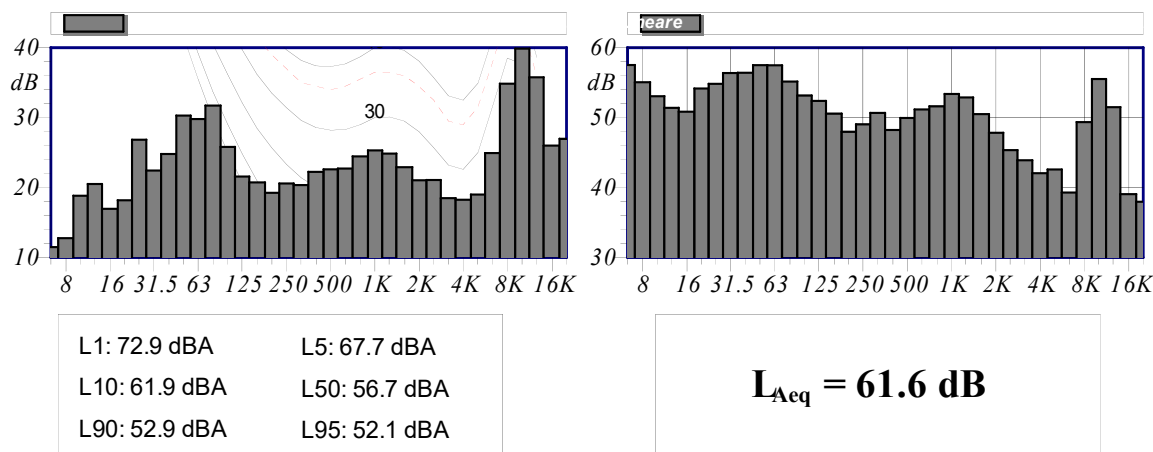 neare
40
dB
30
20
10
30
8 16 31.5 63 125 250 500 1K 2K 4K 8K 16K
60
dB
50
40
30
8 16 31.5 63 125 250 500 1K 2K 4K 8K 16K
L1: 72.9 dBA L5: 67.7 dBA
L10: 61.9 dBA L50: 56.7 dBA
L90: 52.9 dBA L95: 52.1 dBA
LAeq = 61.6 dB